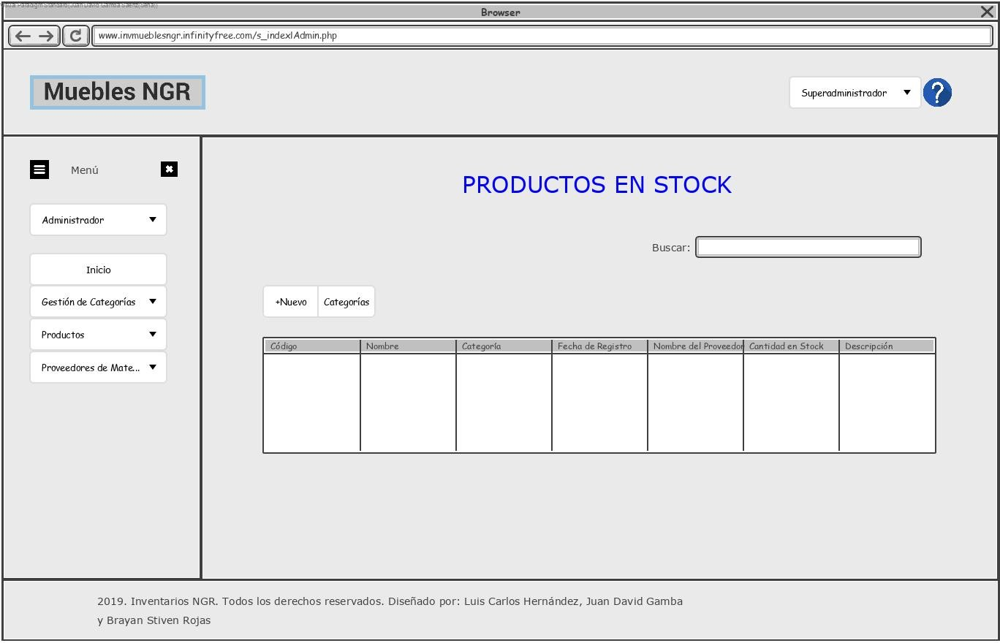 Visual Paradigm Standard(Juan David Gamba Saenz(Sena))
Browser
www.invmueblesngr.infinityfree.com/s_indexlAdmin.php
Muebles NGR
Superadministrador
?
Menú
PRODUCTOS EN STOCK
Administrador
Buscar:
Inicio
Gestión de Categorías
+Nuevo Categorías
Productos
Código Nombre Categoría Fecha de Registro Nombre del Proveedor Cantidad en Stock Descripción
Proveedores de Mate...
2019. Inventarios NGR. Todos los derechos reservados. Diseñado por: Luis Carlos Hernández, Juan David Gamba
y Brayan Stiven Rojas